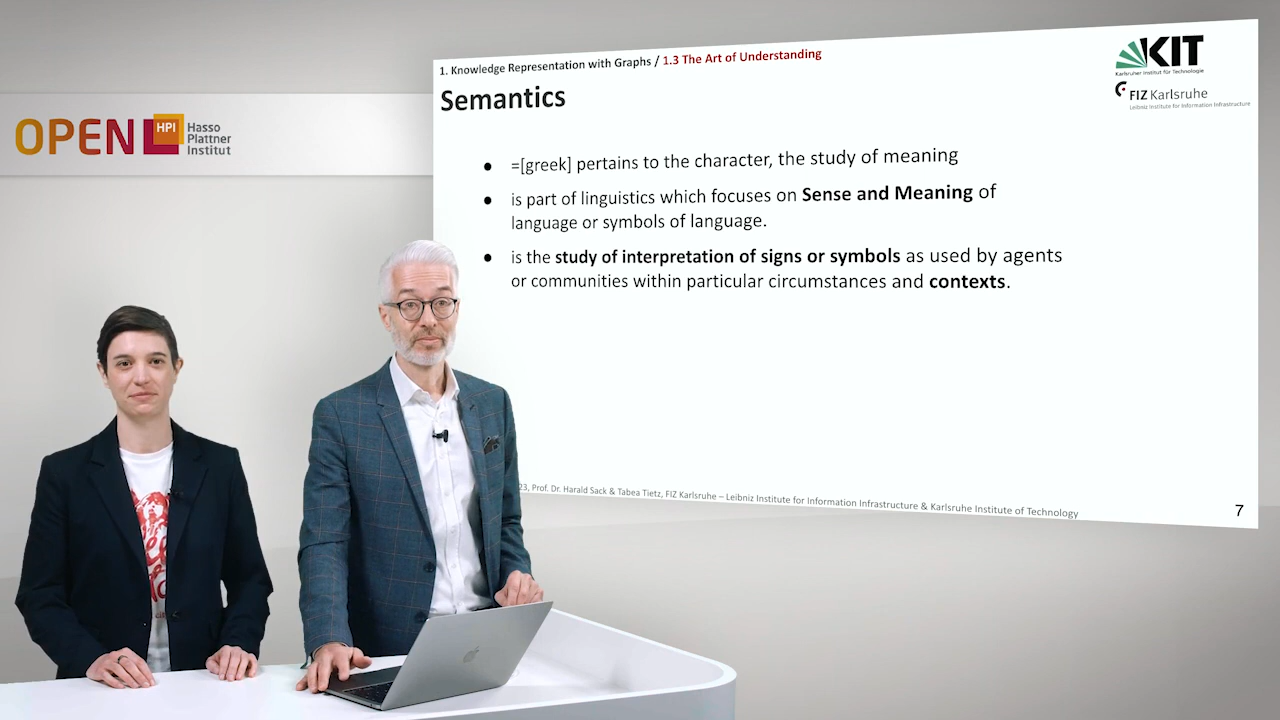 1. Knowledge Representation with Graphs / 1.3 The Art of Understanding
Semantics
KIT
Karlsruher Institut für Technologie
FIZ Karlsruhe
Leibniz Institute for Information Infrastructure
OPEN HPI
Hasso
Plattner
Institut
● =[greek] pertains to the character, the study of meaning
● is part of linguistics which focuses on Sense and Meaning of
language or symbols of language.
● is the study of interpretation of signs or symbols as used by agents
or communities within particular circumstances and contexts.
23, Prof. Dr. Harald Sack & Tabea Tietz, FIZ Karlsruhe – Leibniz Institute for Information Infrastructure & Karlsruhe Institute of Technology
7